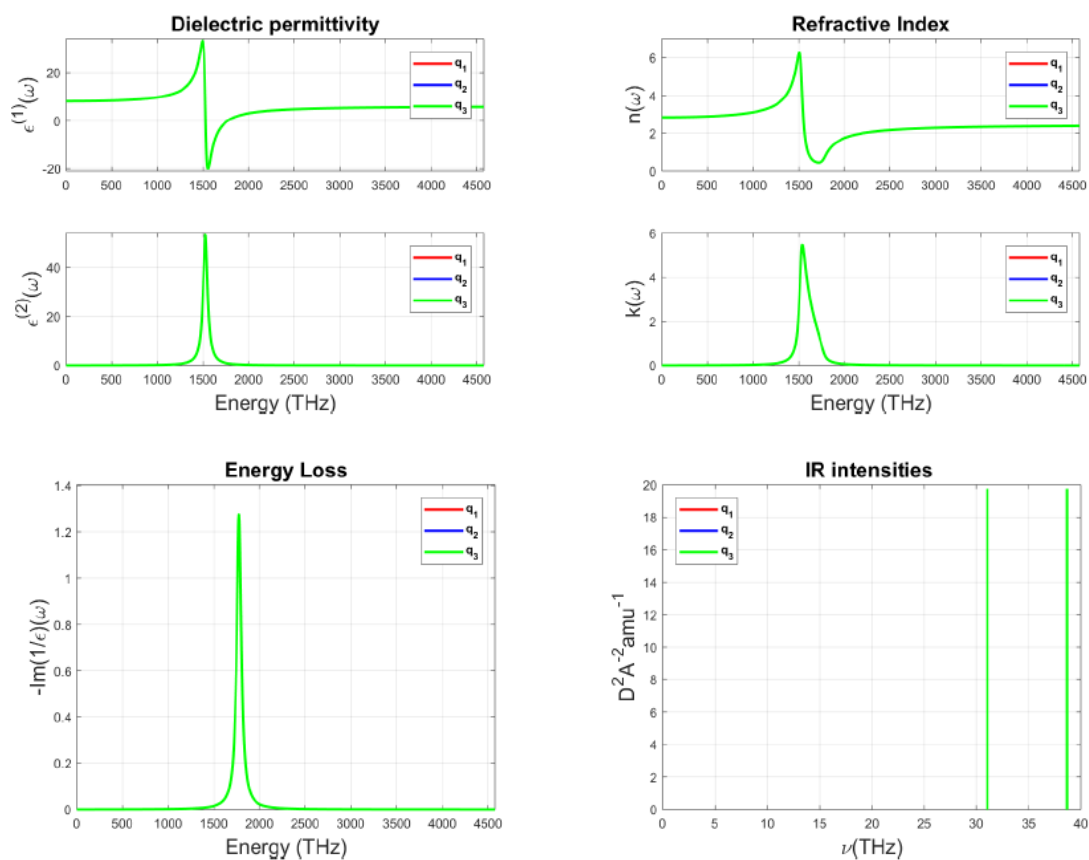 Dielectric permittivity
ϵ^(1)(ω)
20
0
-20
q₁
q₂
q₃
0 500 1000 1500 2000 2500 3000 3500 4000 4500
Refractive Index
n(ω)
6
4
2
0
q₁
q₂
q₃
0 500 1000 1500 2000 2500 3000 3500 4000 4500
ϵ^(2)(ω)
40
20
0
q₁
q₂
q₃
0 500 1000 1500 2000 2500 3000 3500 4000 4500
Energy (THz)
k(ω)
6
4
2
0
q₁
q₂
q₃
0 500 1000 1500 2000 2500 3000 3500 4000 4500
Energy (THz)
Energy Loss
-Im(1/ϵ)(ω)
1.4
1.2
1
0.8
0.6
0.4
0.2
0
q₁
q₂
q₃
0 500 1000 1500 2000 2500 3000 3500 4000 4500
Energy (THz)
IR intensities
D²A⁻²amu⁻¹
20
18
16
14
12
10
8
6
4
2
0
q₁
q₂
q₃
0 5 10 15 20 25 30 35 40
ν(THz)